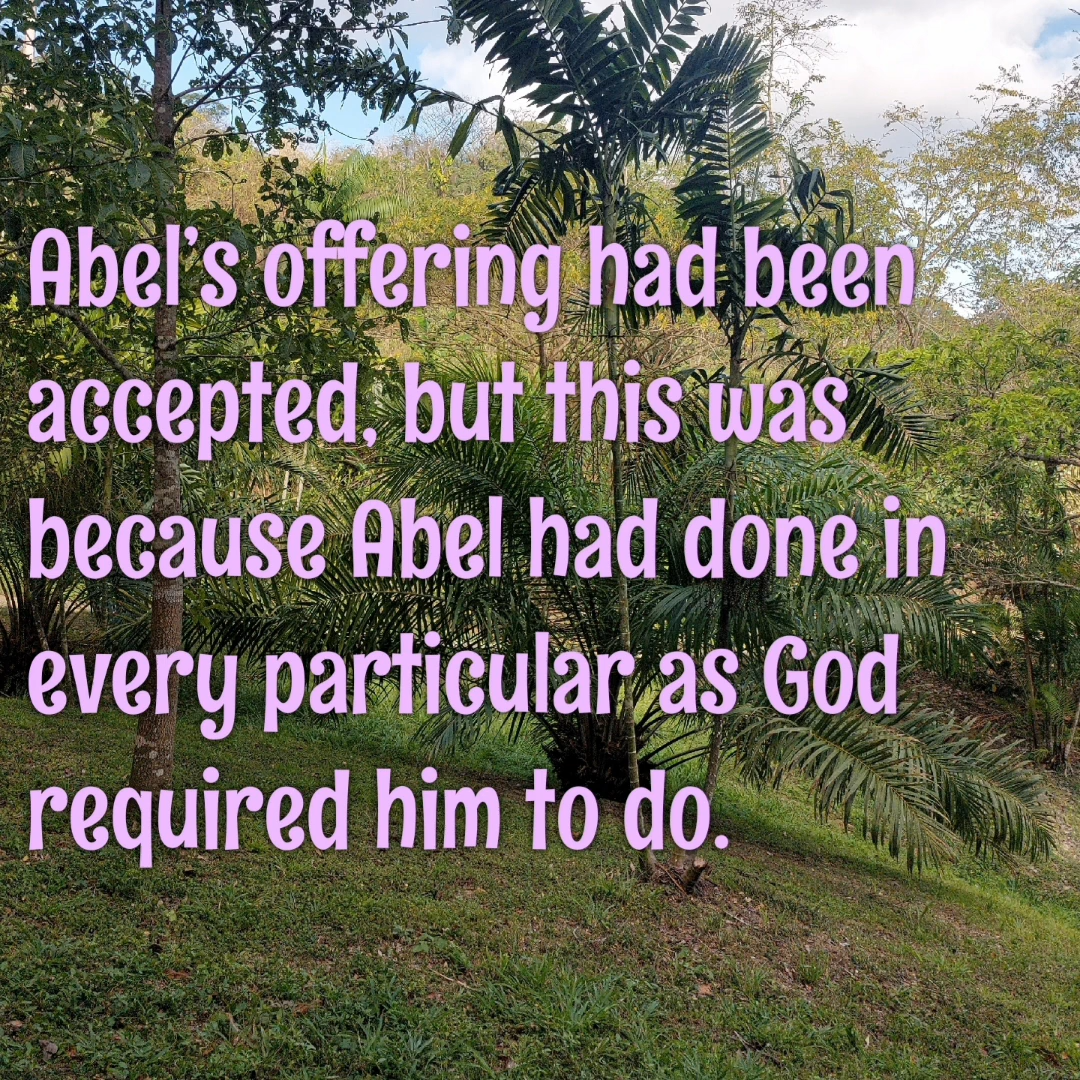 Abel’s offering had been
accepted, but this was
because Abel had done in
every particular as God
required him to do.